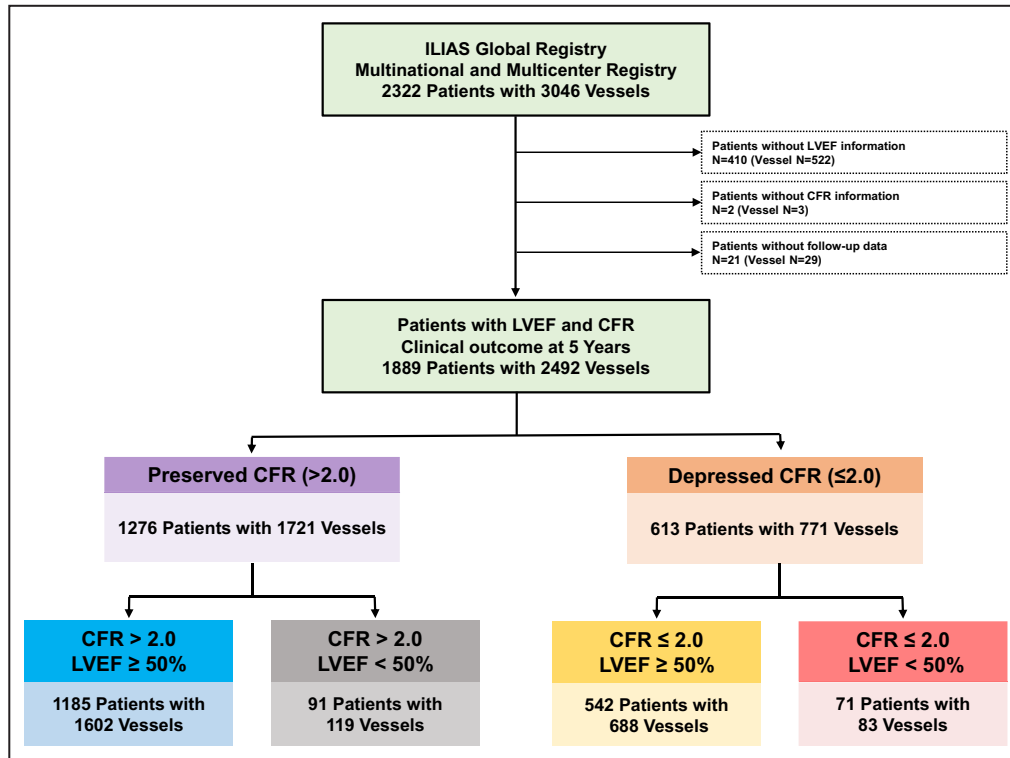 ILIAS Global Registry
Multinational and Multicenter Registry
2322 Patients with 3046 Vessels
Patients without LVEF information
N=410 (Vessel N=522)
Patients without CFR information
N=2 (Vessel N=3)
Patients without follow-up data
N=21 (Vessel N=29)
Patients with LVEF and CFR
Clinical outcome at 5 Years
1889 Patients with 2492 Vessels
Preserved CFR (>2.0)
1276 Patients with 1721 Vessels
Depressed CFR (≤2.0)
613 Patients with 771 Vessels
CFR > 2.0
LVEF ≥ 50%
1185 Patients with
1602 Vessels
CFR > 2.0
LVEF < 50%
91 Patients with
119 Vessels
CFR ≤ 2.0
LVEF ≥ 50%
542 Patients with
688 Vessels
CFR ≤ 2.0
LVEF < 50%
71 Patients with
83 Vessels